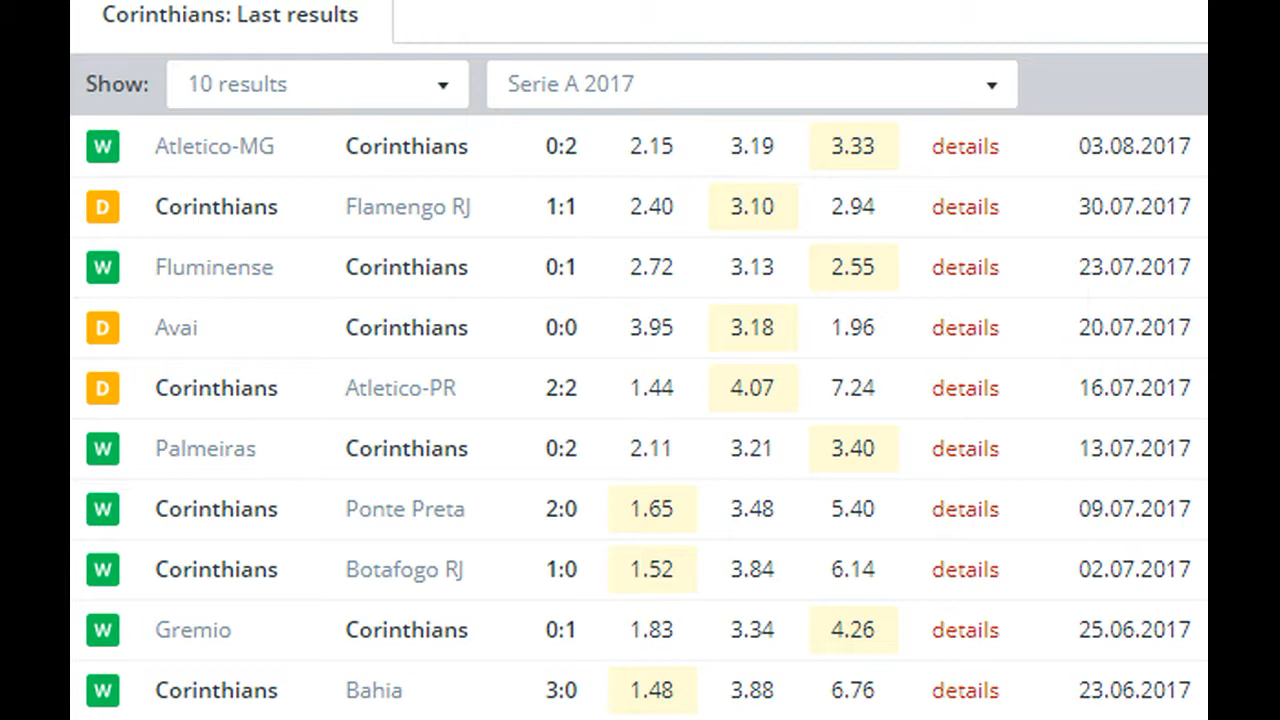 Corinthians: Last results
Show: 10 results Serie A 2017
W Atletico-MG Corinthians 0:2 2.15 3.19 3.33 details 03.08.2017
D Corinthians Flamengo RJ 1:1 2.40 3.10 2.94 details 30.07.2017
W Fluminense Corinthians 0:1 2.72 3.13 2.55 details 23.07.2017
D Avai Corinthians 0:0 3.95 3.18 1.96 details 20.07.2017
D Corinthians Atletico-PR 2:2 1.44 4.07 7.24 details 16.07.2017
W Palmeiras Corinthians 0:2 2.11 3.21 3.40 details 13.07.2017
W Corinthians Ponte Preta 2:0 1.65 3.48 5.40 details 09.07.2017
W Corinthians Botafogo RJ 1:0 1.52 3.84 6.14 details 02.07.2017
W Gremio Corinthians 0:1 1.83 3.34 4.26 details 25.06.2017
W Corinthians Bahia 3:0 1.48 3.88 6.76 details 23.06.2017